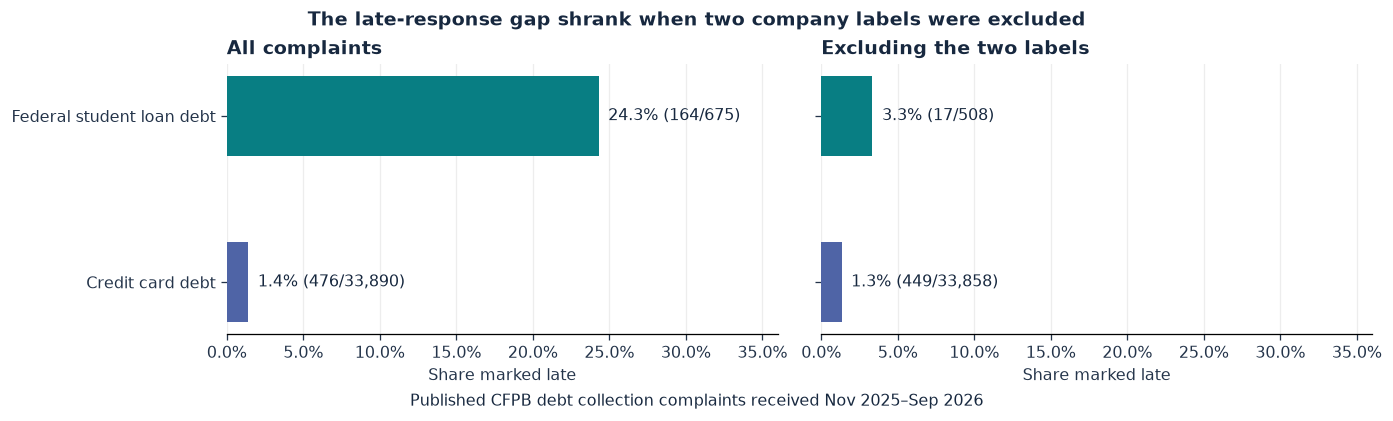 The late-response gap shrank when two company labels were excluded
All complaints
Excluding the two labels
Federal student loan debt
24.3% (164/675)
3.3% (17/508)
Credit card debt
1.4% (476/33,890)
1.3% (449/33,858)
0.0% 5.0% 10.0% 15.0% 20.0% 25.0% 30.0% 35.0%
0.0% 5.0% 10.0% 15.0% 20.0% 25.0% 30.0% 35.0%
Share marked late
Share marked late
Published CFPB debt collection complaints received Nov 2025–Sep 2026